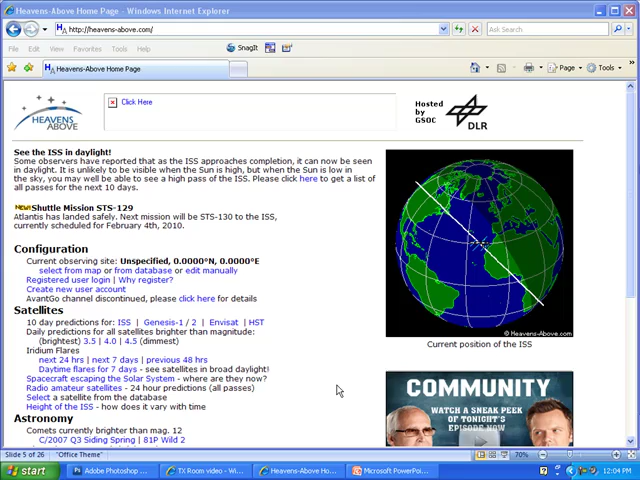 Heavens-Above Home Page - Windows Internet Explorer
http://heavens-above.com/
Ask Search
File Edit View Favorites Tools Help
SnagIt
Heavens-Above Home Page
Page Tools
HEAVENS
ABOVE
Click Here
Hosted
by
GSOC
DLR
See the ISS in daylight!
Some observers have reported that as the ISS approaches completion, it can now be seen
in daylight. It is unlikely to be visible when the Sun is high, but when the Sun is low in
the sky, you may well be able to see a high pass of the ISS. Please click here to get a list of
all passes for the next 10 days.
NEW! Shuttle Mission STS-129
Atlantis has landed safely. Next mission will be STS-130 to the ISS,
currently scheduled for February 4th, 2010.
Configuration
Current observing site: Unspecified, 0.0000°N, 0.0000°E
select from map or from database or edit manually
Registered user login | Why register?
Create new user account
AvantGo channel discontinued, please click here for details
Satellites
10 day predictions for: ISS | Genesis-1 / 2 | Envisat | HST
Daily predictions for all satellites brighter than magnitude:
(brightest) 3.5 | 4.0 | 4.5 (dimmest)
Iridium Flares
next 24 hrs | next 7 days | previous 48 hrs
Daytime flares for 7 days - see satellites in broad daylight!
Spacecraft escaping the Solar System - where are they now?
Radio amateur satellites - 24 hour predictions (all passes)
Select a satellite from the database
Height of the ISS - how does it vary with time
Astronomy
Comets currently brighter than mag. 12
C/2007 Q3 Siding Spring | 81P Wild 2
© Heavens-Above.com
Current position of the ISS
COMMUNITY
WATCH A SNEAK PEEK
OF TONIGHT'S
EPISODE NOW
Slide 5 of 26 "Office Theme" 70%
start Adobe Photoshop ... TX Room video - Wi... Heavens-Above Ho... Microsoft PowerPoi... 12:04 PM